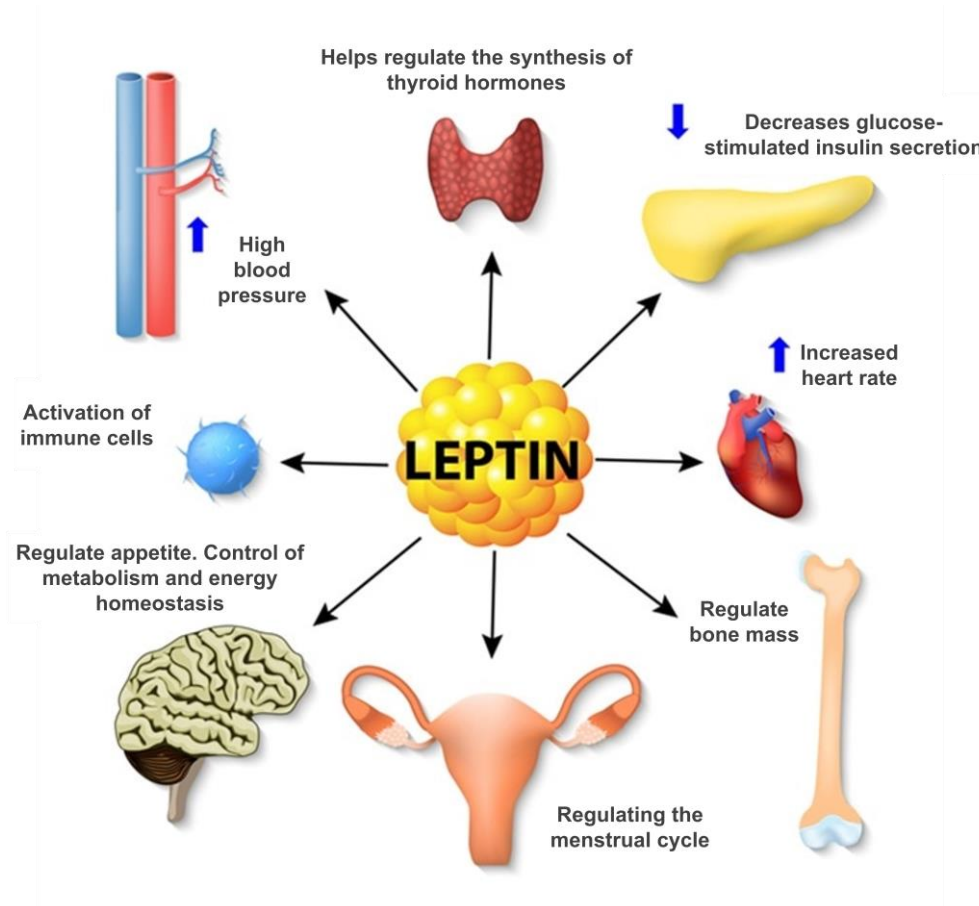 Helps regulate the synthesis of
thyroid hormones
Decreases glucose-
stimulated insulin secretion
High
blood
pressure
Increased
heart rate
Activation of
immune cells
LEPTIN
Regulate appetite. Control of
metabolism and energy
homeostasis
Regulate
bone mass
Regulating the
menstrual cycle